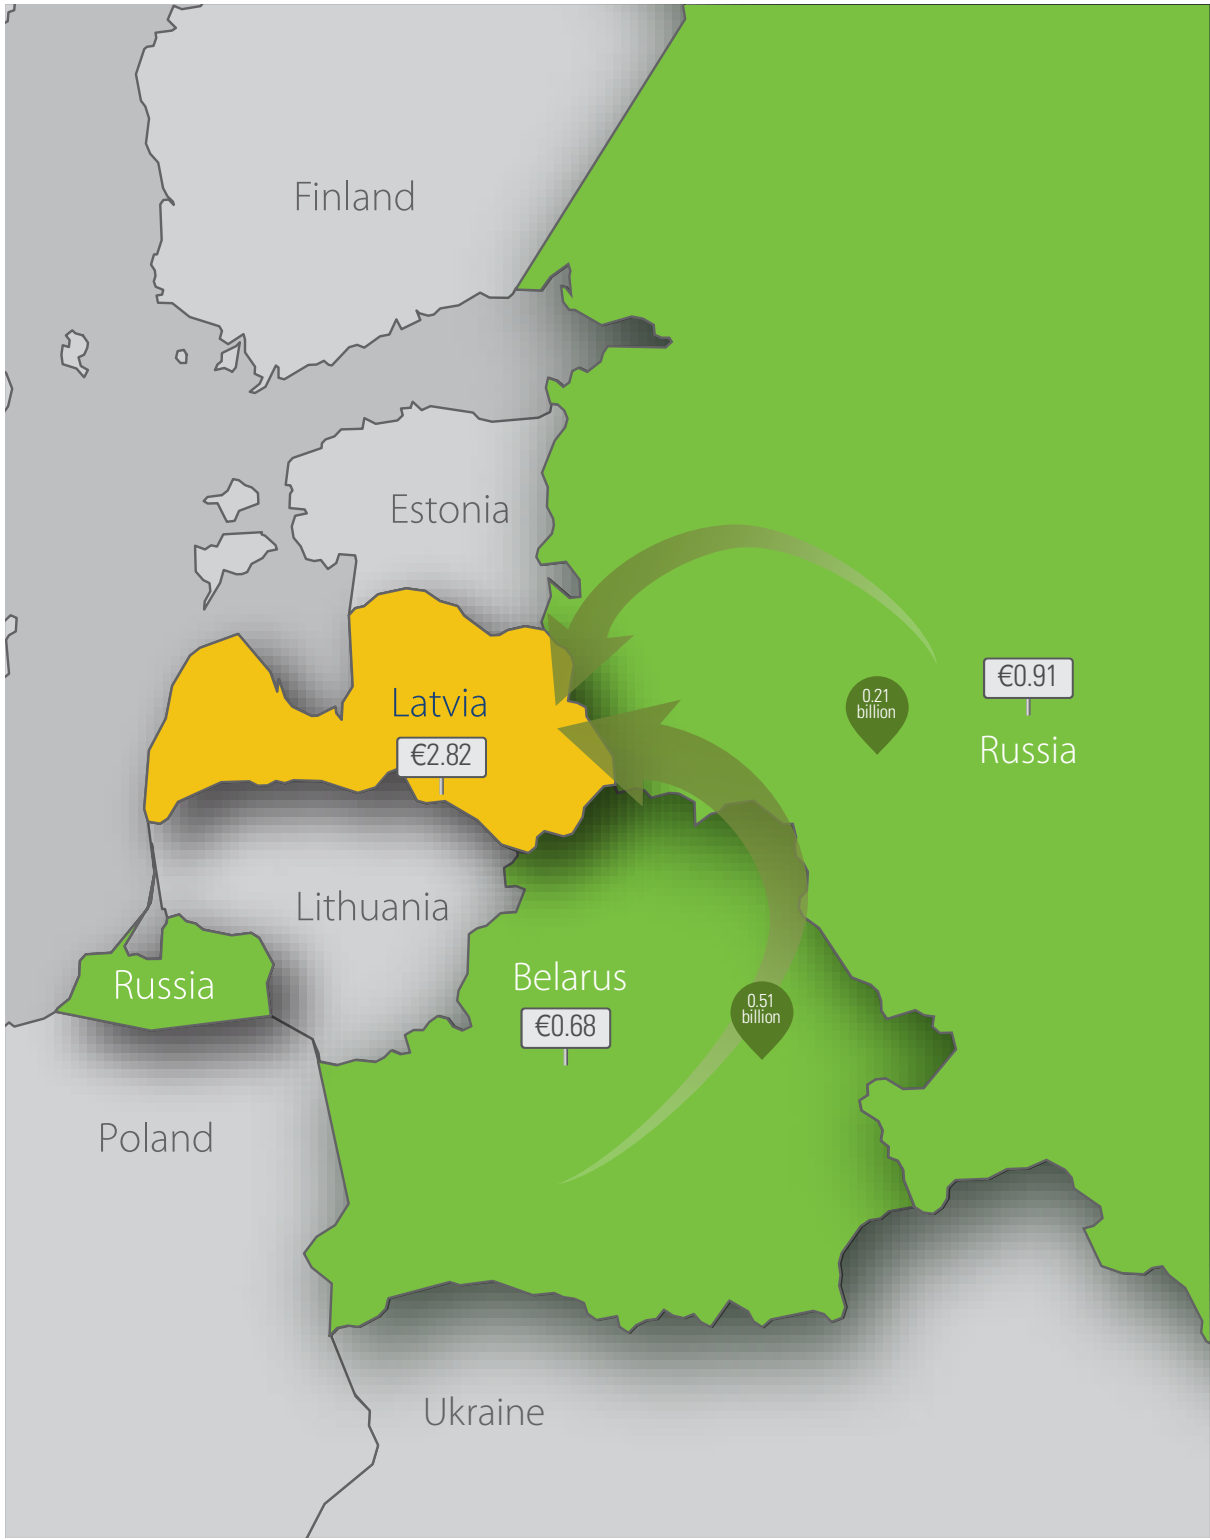 Finland
Estonia
Latvia
€2.82
0.21
billion
€0.91
Russia
Lithuania
Russia
Belarus
€0.68
0.51
billion
Poland
Ukraine